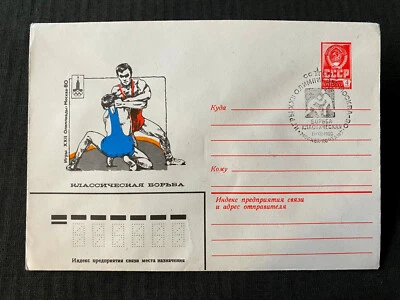 Игры XXII Олимпиады Москва-80
КЛАССИЧЕСКАЯ БОРЬБА
СССР
4
Куда
БОРЬБА
КЛАССИЧЕСКАЯ
Кому
Индекс предприятия связи
и адрес отправителя
Индекс предприятия связи места назначения